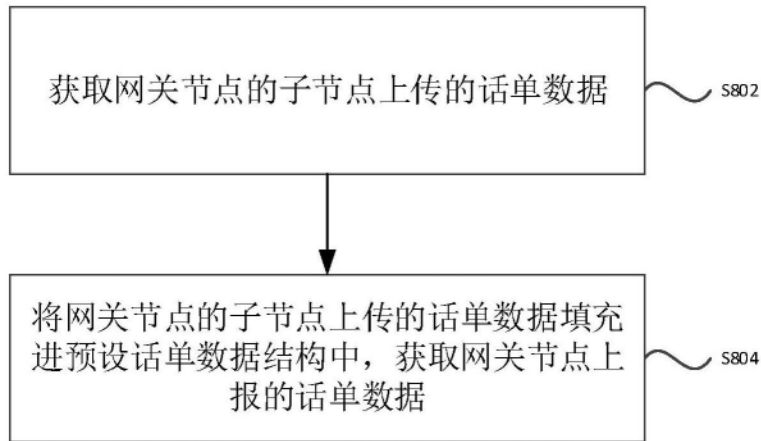 获取网关节点的子节点上传的话单数据
S802
将网关节点的子节点上传的话单数据填充
进预设话单数据结构中，获取网关节点上
报的话单数据
S804